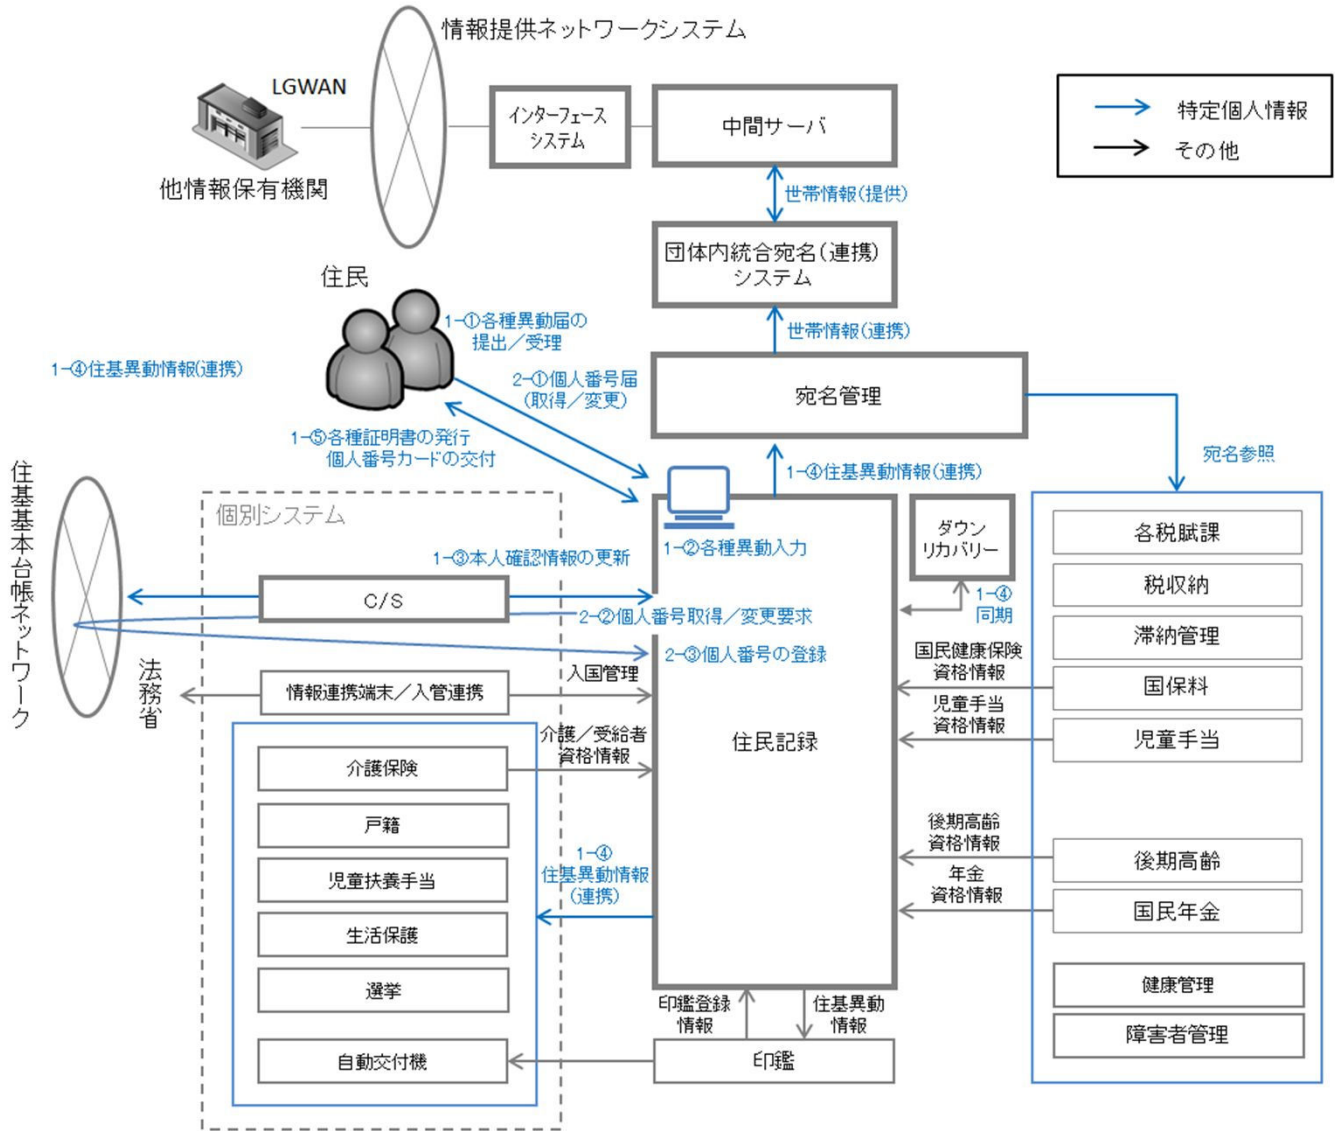 情報提供ネットワークシステム
LGWAN
他情報保有機関
インターフェース
システム
中間サーバ
特定個人情報
その他
世帯情報(提供)
団体内統合宛名(連携)
システム
世帯情報(連携)
宛名管理
宛名参照
住民
1-①各種異動届の
提出／受理
1-④住基異動情報(連携)
2-①個人番号届
(取得／変更)
1-⑤各種証明書の発行
個人番号カードの交付
1-④住基異動情報(連携)
住基基本台帳ネットワーク
個別システム
1-②各種異動入力
ダウン
リカバリー
1-④
同期
1-③本人確認情報の更新
C/S
2-②個人番号取得／変更要求
2-③個人番号の登録
法務省
情報連携端末／入管連携
入国管理
介護／受給者
資格情報
住民記録
介護保険
戸籍
児童扶養手当
生活保護
選挙
自動交付機
1-④
住基異動情報
(連携)
印鑑登録
情報
住基異動
情報
印鑑
国民健康保険
資格情報
児童手当
資格情報
後期高齢
資格情報
年金
資格情報
各税賦課
税収納
滞納管理
国保料
児童手当
後期高齢
国民年金
健康管理
障害者管理